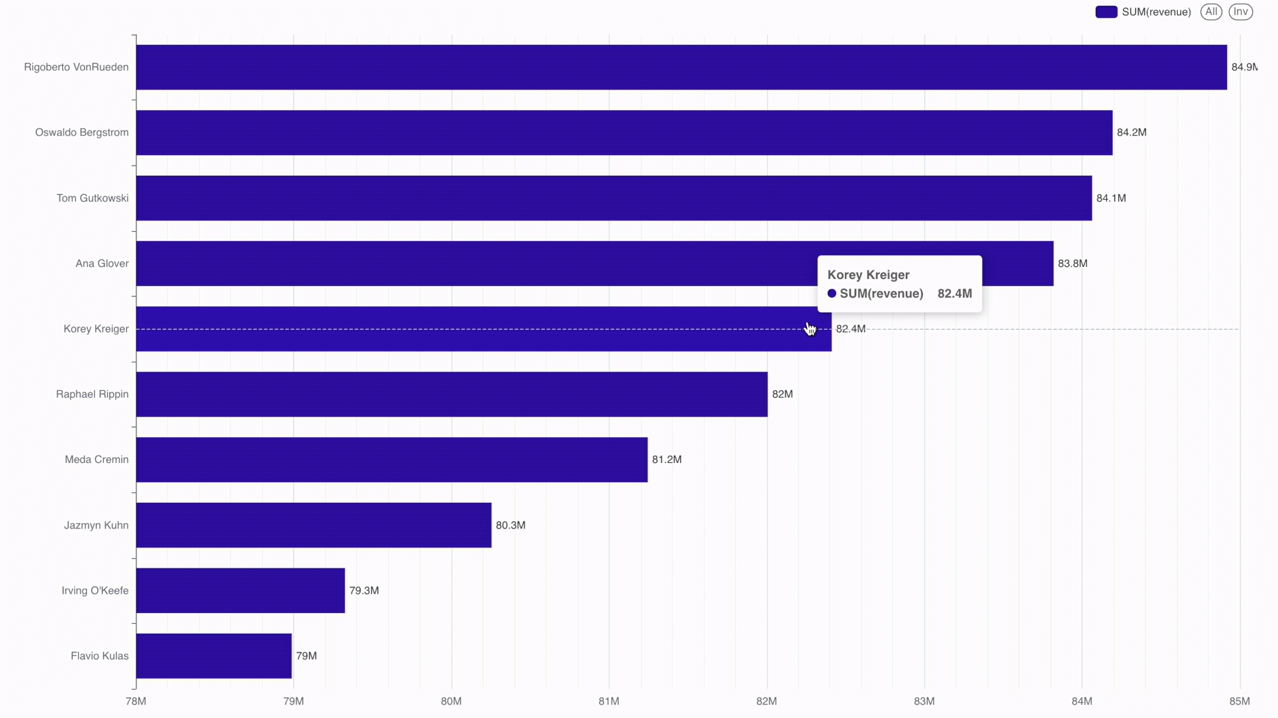 SUM(revenue) All Inv
Rigoberto VonRueden 84.9M
Oswaldo Bergstrom 84.2M
Tom Gutkowski 84.1M
Ana Glover 83.8M
Korey Kreiger
SUM(revenue) 82.4M
Korey Kreiger 82.4M
Raphael Rippin 82M
Meda Cremin 81.2M
Jazmyn Kuhn 80.3M
Irving O'Keefe 79.3M
Flavio Kulas 79M
78M 79M 80M 81M 82M 83M 84M 85M